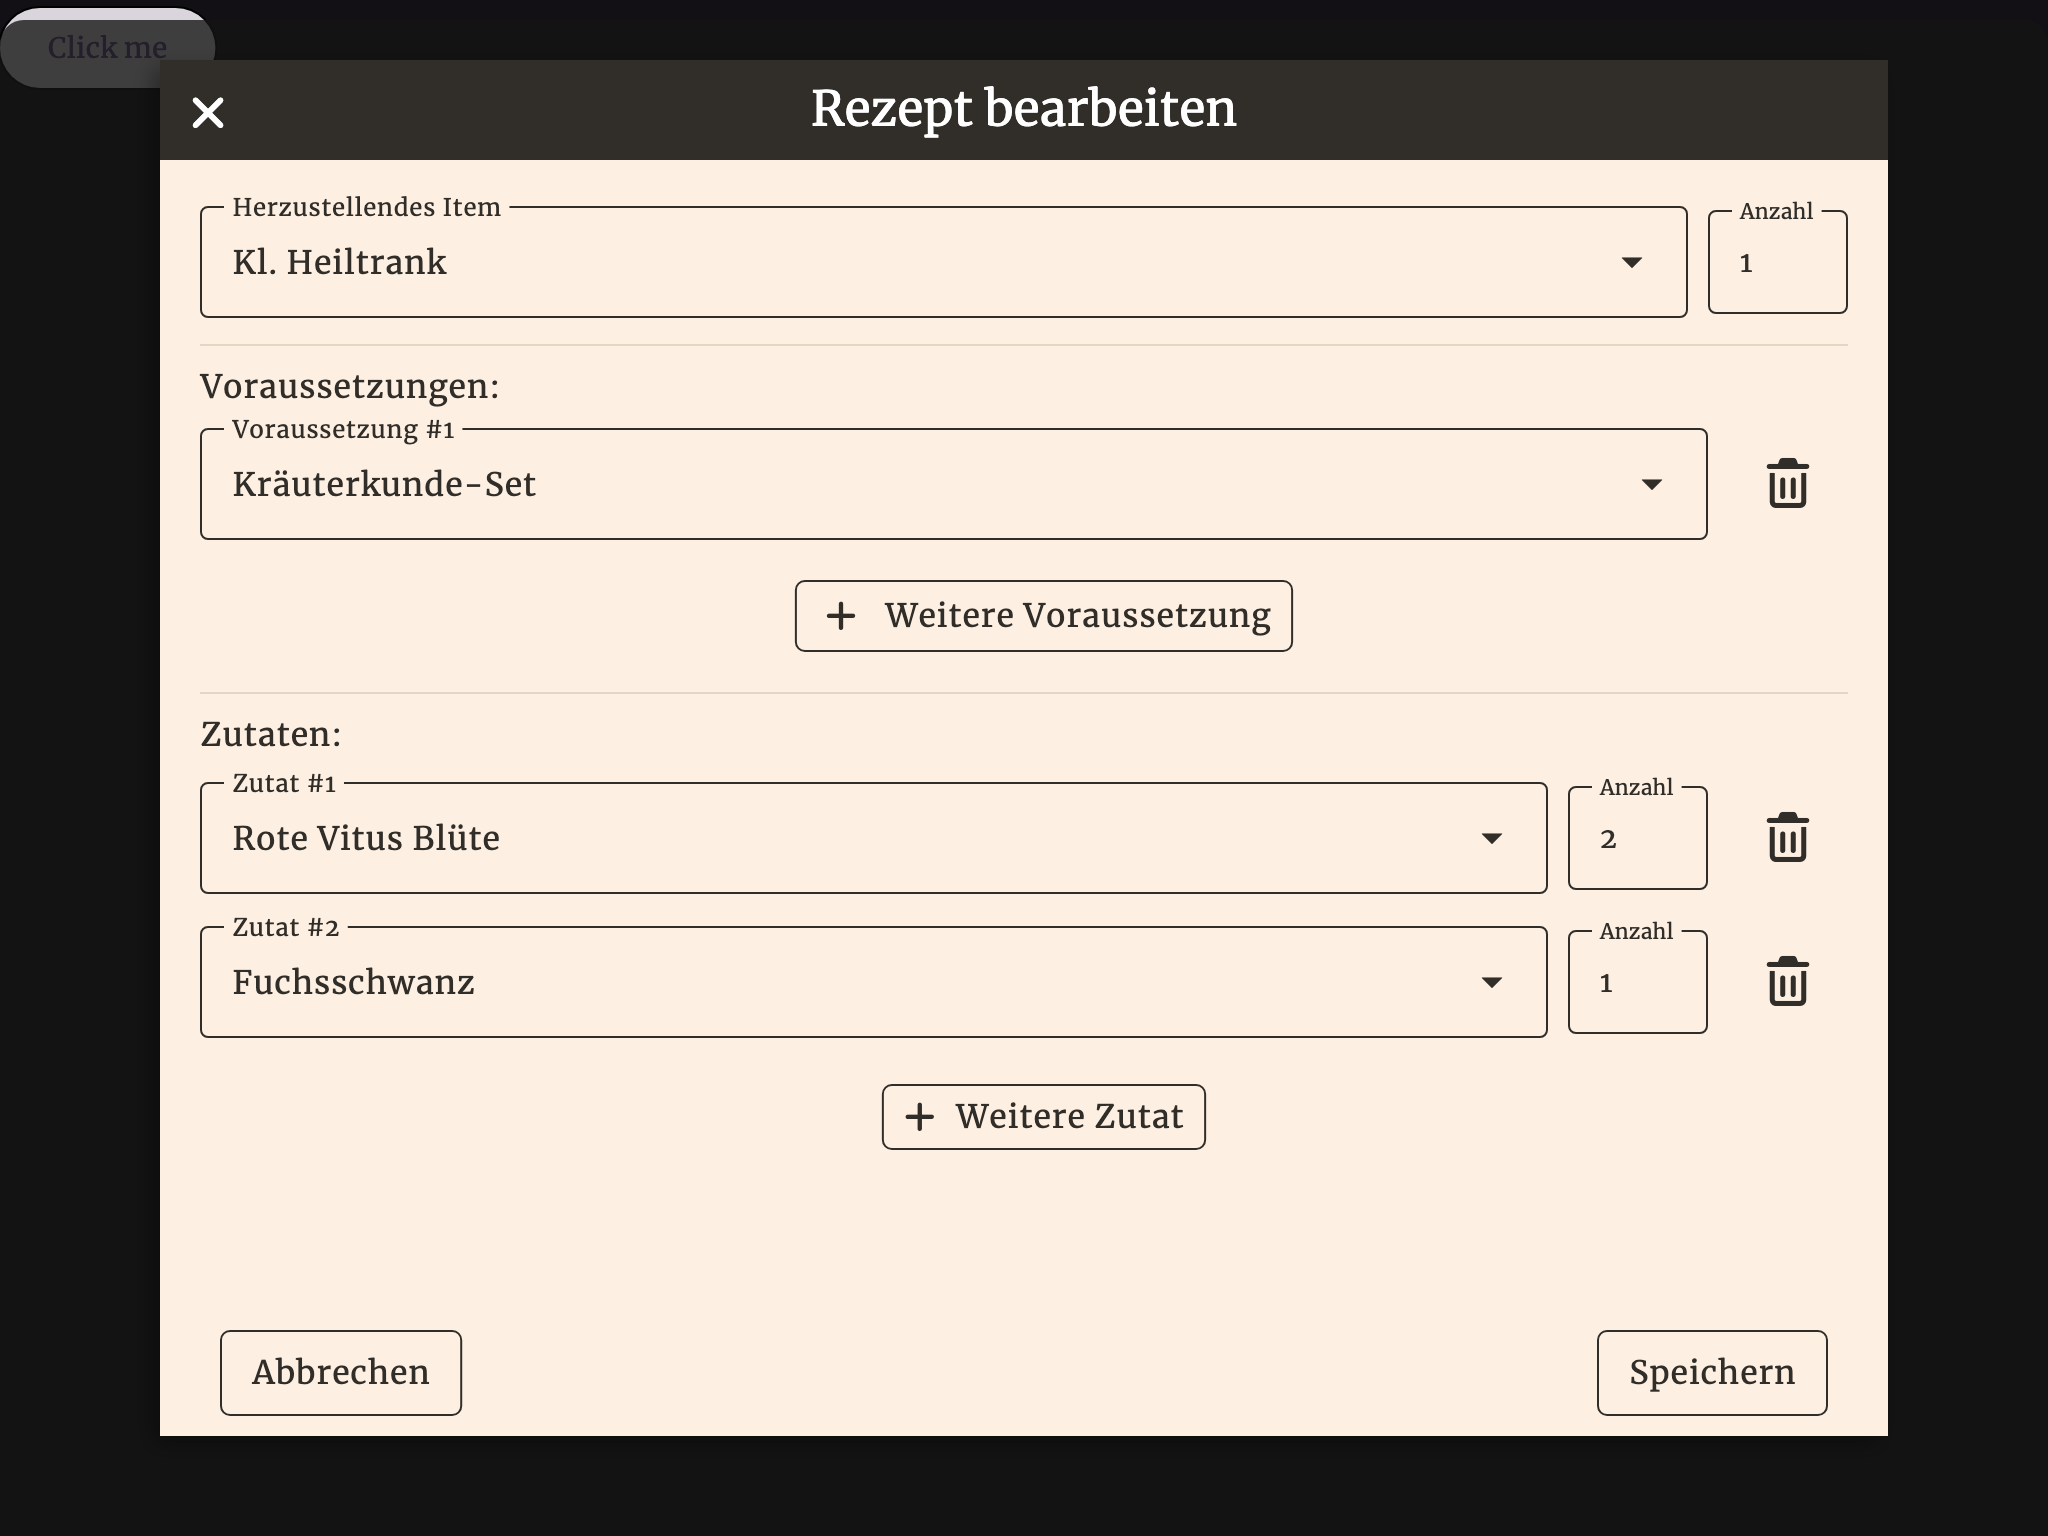 Click me
Rezept bearbeiten
Herzustellendes Item
Anzahl
Kl. Heiltrank
1
Voraussetzungen:
Voraussetzung #1
Kräuterkunde-Set
Weitere Voraussetzung
Zutaten:
Zutat #1
Anzahl
Rote Vitus Blüte
2
Zutat #2
Anzahl
Fuchsschwanz
1
Weitere Zutat
Abbrechen
Speichern